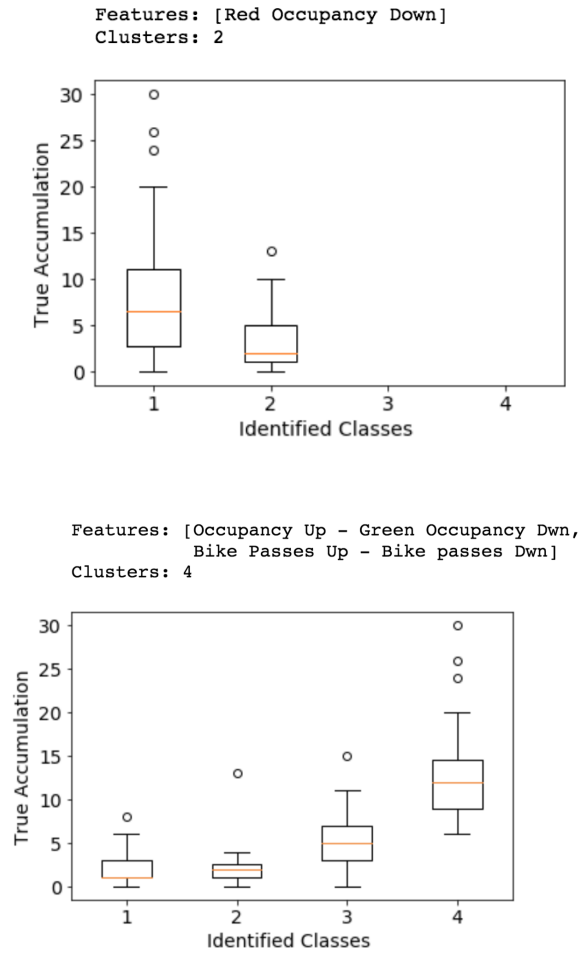 Features: [Red Occupancy Down]
Clusters: 2
30
25
20
15
10
5
0
True Accumulation
1 2 3 4
Identified Classes
Features: [Occupancy Up - Green Occupancy Dwn,
Bike Passes Up - Bike passes Dwn]
Clusters: 4
30
25
20
15
10
5
0
True Accumulation
1 2 3 4
Identified Classes